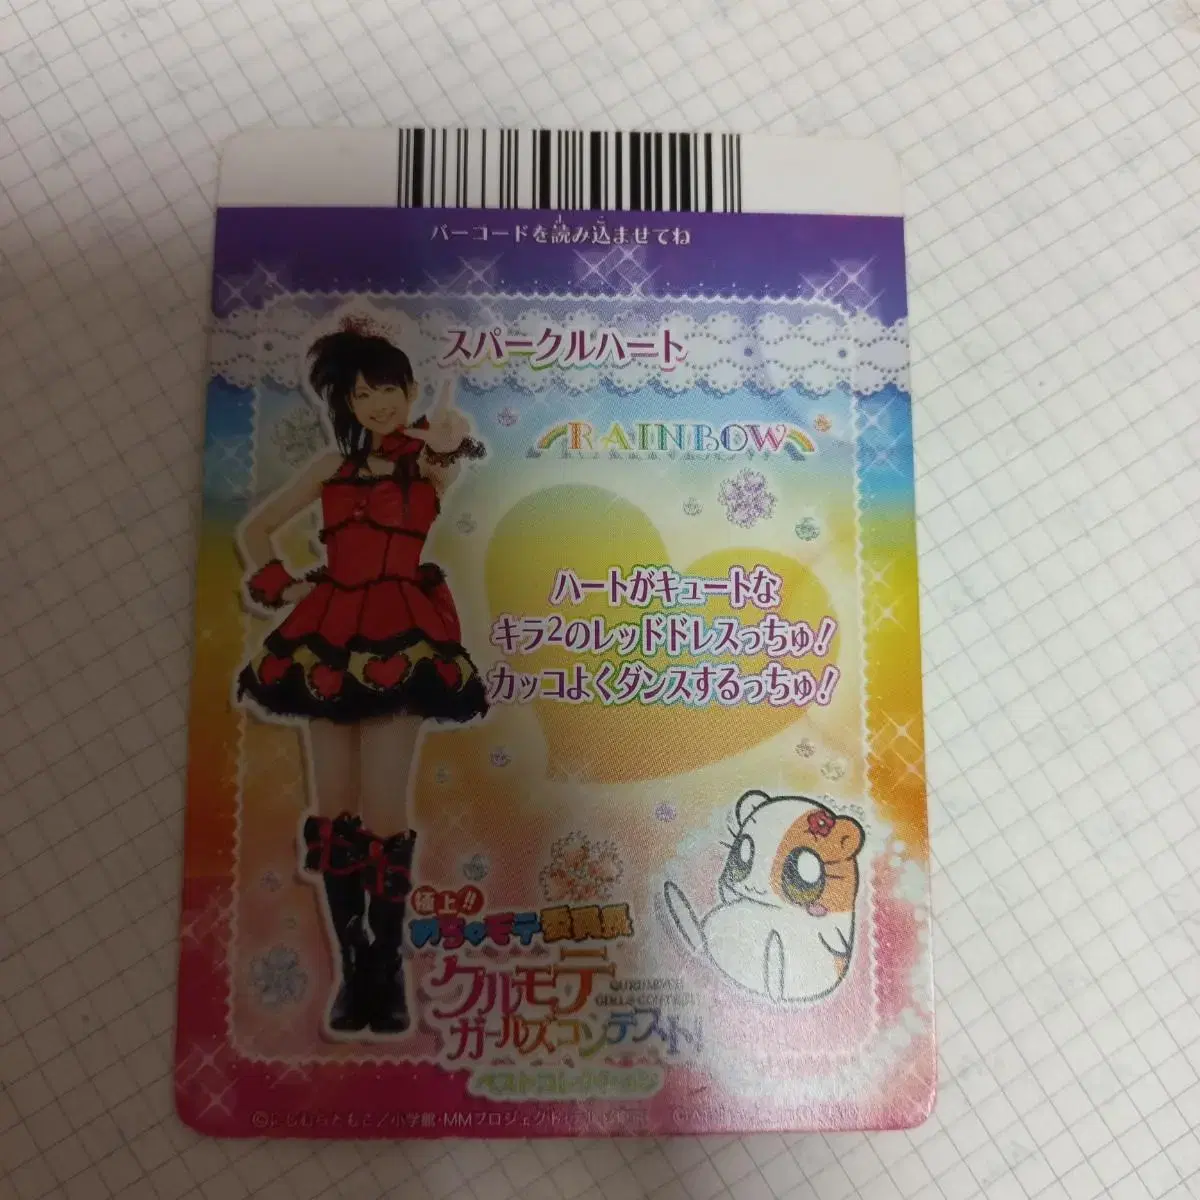 バーコードを読み込ませてね
スパークルハート
RAINBOW
ハートがキュートな
キラ2のレッドドレスっちゅ!
カッコよくダンスするっちゅ!
極上!!
めちゃモテ委員長
クルモテ
ガールズコンテスト!
ベストコレクション
©にしむらともこ/小学館・MMプロジェクト・テレビ